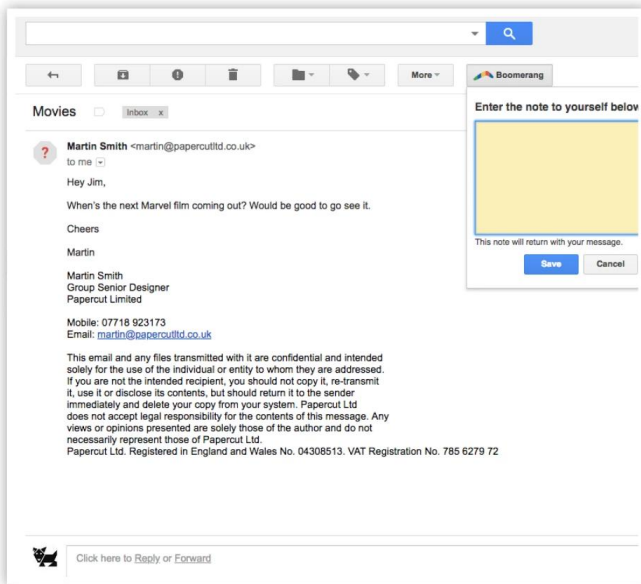 More
Boomerang
Movies
Inbox x
Enter the note to yourself below
Martin Smith <martin@papercutltd.co.uk>
to me
Hey Jim,
When's the next Marvel film coming out? Would be good to go see it.
Cheers
Martin
This note will return with your message.
Save Cancel
Martin Smith
Group Senior Designer
Papercut Limited
Mobile: 07718 923173
Email: martin@papercutltd.co.uk
This email and any files transmitted with it are confidential and intended
solely for the use of the individual or entity to whom they are addressed.
If you are not the intended recipient, you should not copy it, re-transmit
it, use it or disclose its contents, but should return it to the sender
immediately and delete your copy from your system. Papercut Ltd
does not accept legal responsibility for the contents of this message. Any
views or opinions presented are solely those of the author and do not
necessarily represent those of Papercut Ltd.
Papercut Ltd. Registered in England and Wales No. 04308513. VAT Registration No. 785 6279 72
Click here to Reply or Forward